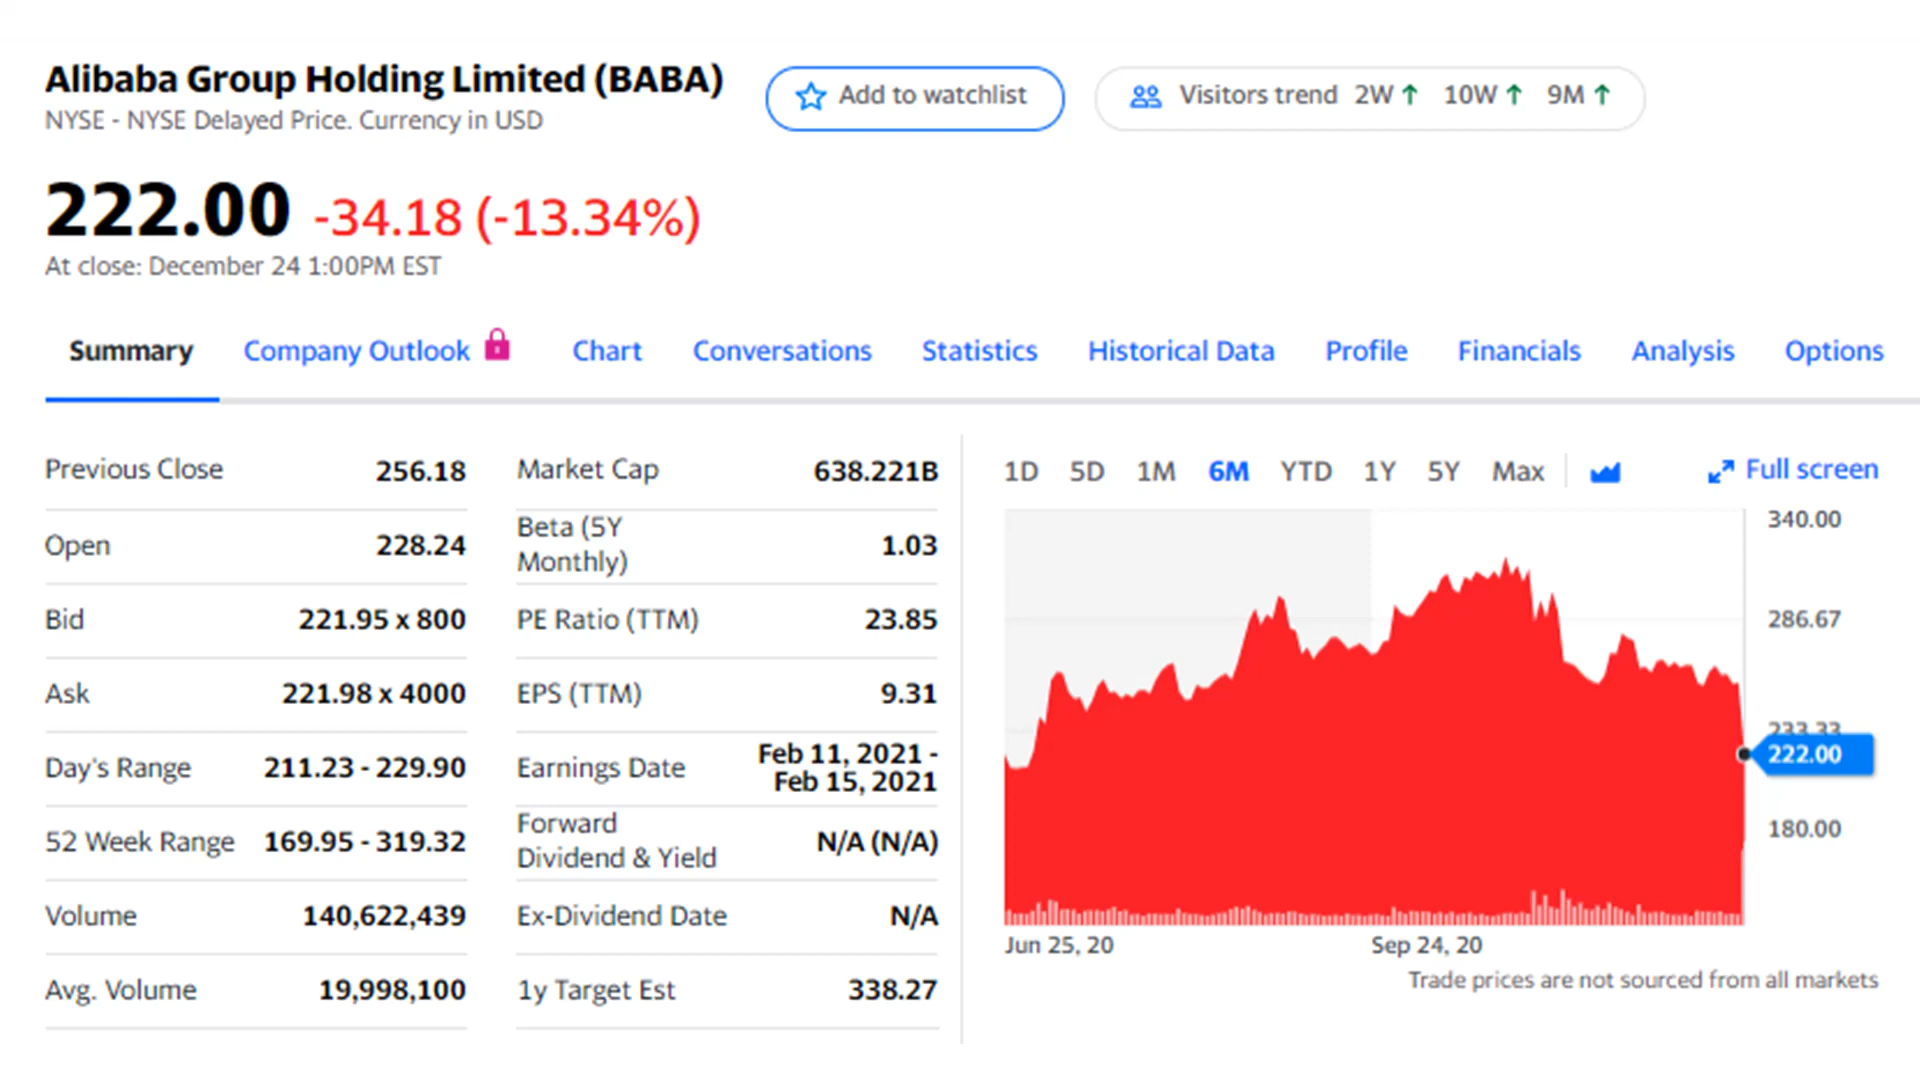 Alibaba Group Holding Limited (BABA)
NYSE - NYSE Delayed Price. Currency in USD
Add to watchlist
Visitors trend 2W↑ 10W↑ 9M↑
222.00 -34.18 (-13.34%)
At close: December 24 1:00PM EST
Summary Company Outlook Chart Conversations Statistics Historical Data Profile Financials Analysis Options
Previous Close 256.18
Open 228.24
Bid 221.95 x 800
Ask 221.98 x 4000
Day's Range 211.23 - 229.90
52 Week Range 169.95 - 319.32
Volume 140,622,439
Avg. Volume 19,998,100
Market Cap 638.221B
Beta (5Y
Monthly) 1.03
PE Ratio (TTM) 23.85
EPS (TTM) 9.31
Earnings Date Feb 11, 2021 -
Feb 15, 2021
Forward
Dividend & Yield N/A (N/A)
Ex-Dividend Date N/A
1y Target Est 338.27
1D 5D 1M 6M YTD 1Y 5Y Max Full screen
340.00
286.67
233.33
222.00
180.00
Jun 25, 20 Sep 24, 20
Trade prices are not sourced from all markets